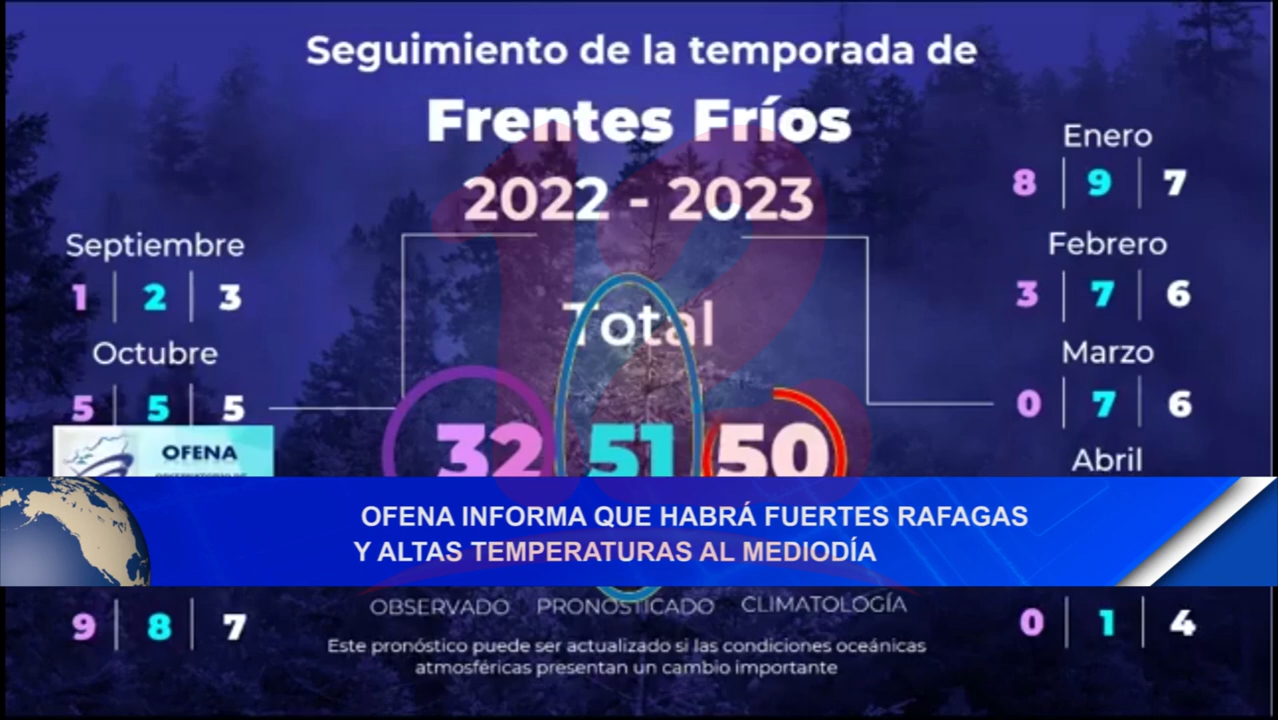 Seguimiento de la temporada de
Frentes Fríos
2022 - 2023
Septiembre
1 2 3
Octubre
5 5 5
OFENA
Total
32 51 50
Enero
8 9 7
Febrero
3 7 6
Marzo
0 7 6
Abril
OFENA INFORMA QUE HABRÁ FUERTES RAFAGAS
Y ALTAS TEMPERATURAS AL MEDIODÍA
9 8 7
OBSERVADO PRONOSTICADO CLIMATOLOGÍA
0 1 4
Este pronóstico puede ser actualizado si las condiciones oceánicas
atmosféricas presentan un cambio importante
12